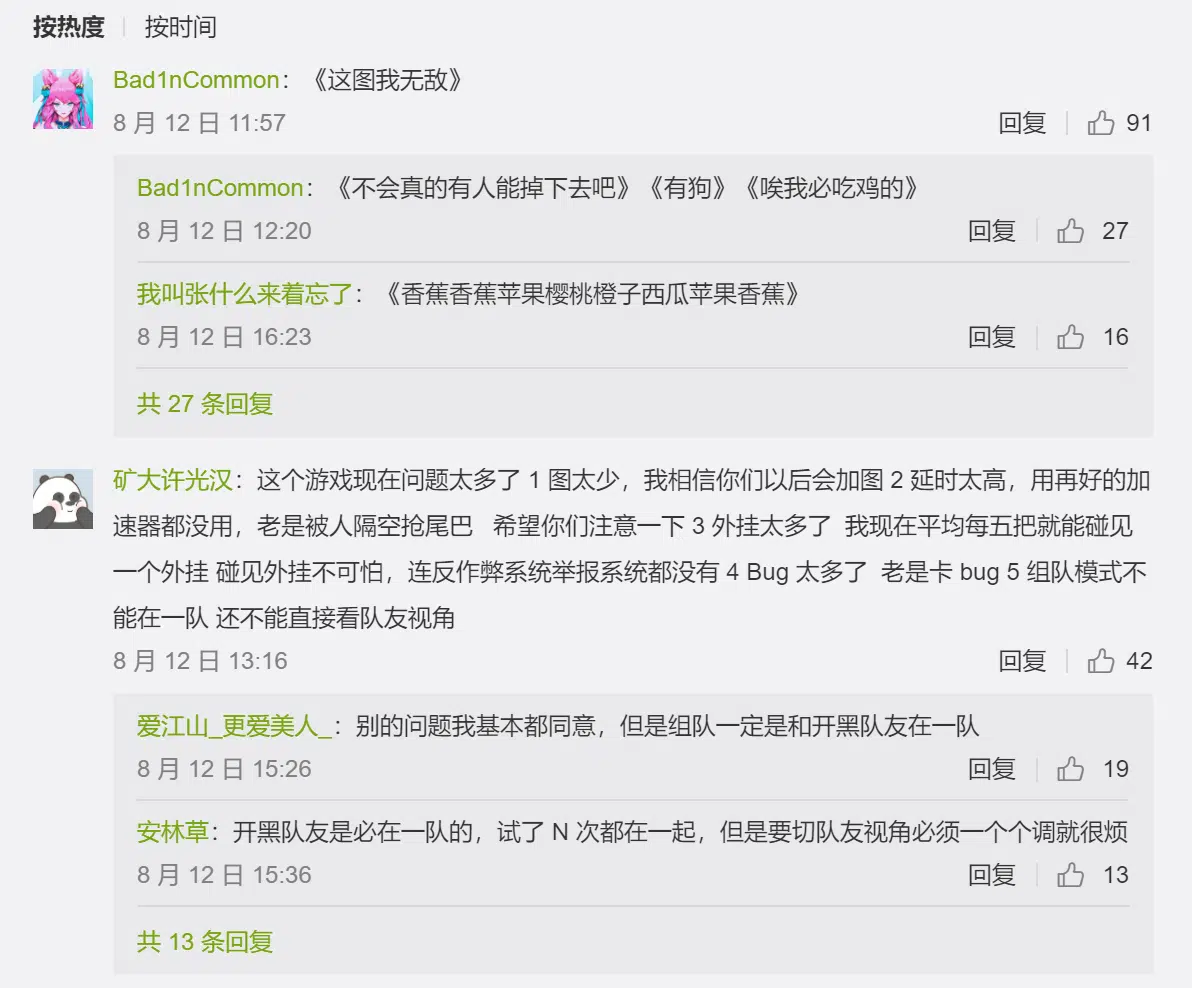 按热度 | 按时间
Bad1nCommon：《这图我无敌》
8 月 12 日 11:57 回复 91
Bad1nCommon：《不会真的有人能掉下去吧》《有狗》《唉我必吃鸡的》
8 月 12 日 12:20 回复 27
我叫张什么来着忘了：《香蕉香蕉苹果樱桃橙子西瓜苹果香蕉》
8 月 12 日 16:23 回复 16
共 27 条回复
矿大许光汉：这个游戏现在问题太多了 1 图太少，我相信你们以后会加图 2 延时太高，用再好的加
速器都没用，老是被人隔空抢尾巴 希望你们注意一下 3 外挂太多了 我现在平均每五把就能碰见
一个外挂 碰见外挂不可怕，连反作弊系统举报系统都没有 4 Bug 太多了 老是卡 bug 5 组队模式不
能在一队 还不能直接看队友视角
8 月 12 日 13:16 回复 42
爱江山_更爱美人_：别的问题我基本都同意，但是组队一定是和开黑队友在一队
8 月 12 日 15:26 回复 19
安林草：开黑队友是必在一队的，试了 N 次都在一起，但是要切队友视角必须一个个调就很烦
8 月 12 日 15:36 回复 13
共 13 条回复